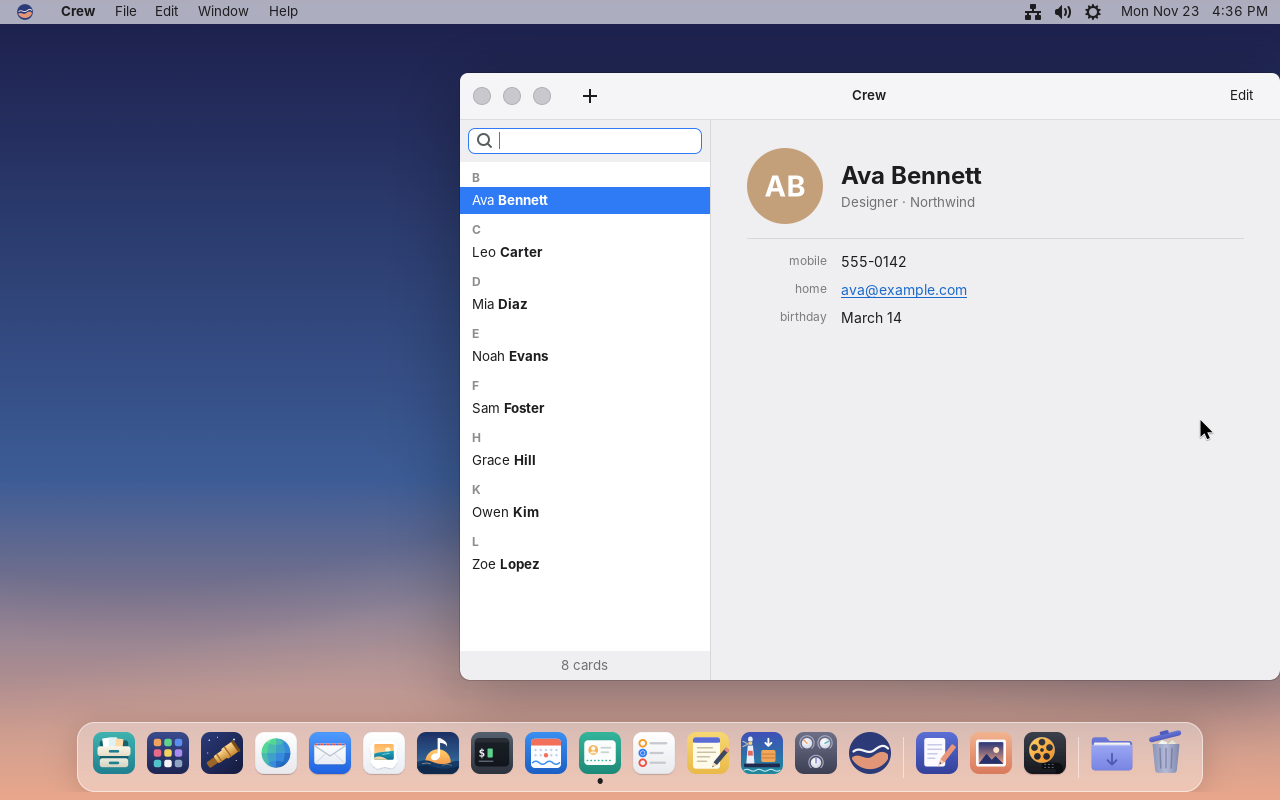 Crew File Edit Window Help Mon Nov 23 4:36 PM
Crew Edit
B
Ava Bennett
C
Leo Carter
D
Mia Diaz
E
Noah Evans
F
Sam Foster
H
Grace Hill
K
Owen Kim
L
Zoe Lopez
8 cards
AB
Ava Bennett
Designer · Northwind
mobile 555-0142
home ava@example.com
birthday March 14
$